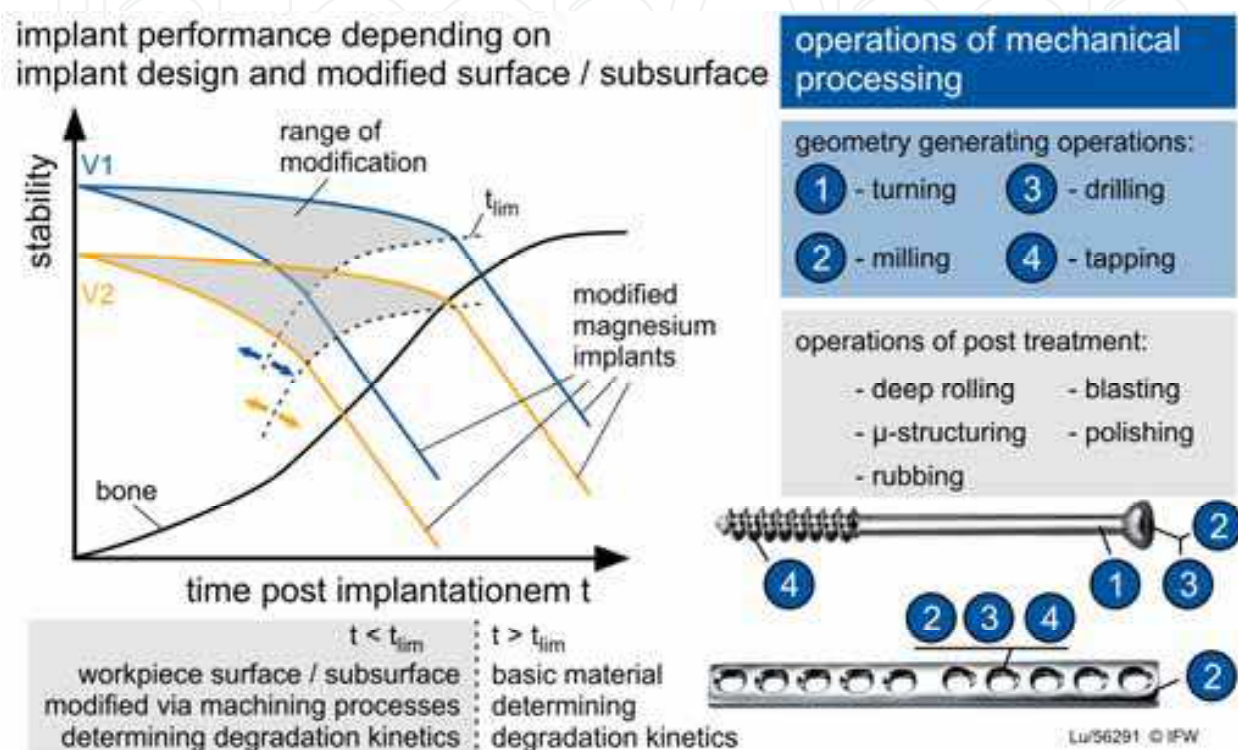 implant performance depending on
implant design and modified surface / subsurface
stability
V1
V2
range of
modification
tlim
modified
magnesium
implants
bone
time post implantationem t
t < tlim
workpiece surface / subsurface
modified via machining processes
determining degradation kinetics
t > tlim
basic material
determining
degradation kinetics
operations of mechanical
processing
geometry generating operations:
1 - turning
3 - drilling
2 - milling
4 - tapping
operations of post treatment:
- deep rolling
- blasting
- µ-structuring
- polishing
- rubbing
2
4
1
3
2 3 4
2
Lu/56291 © IFW